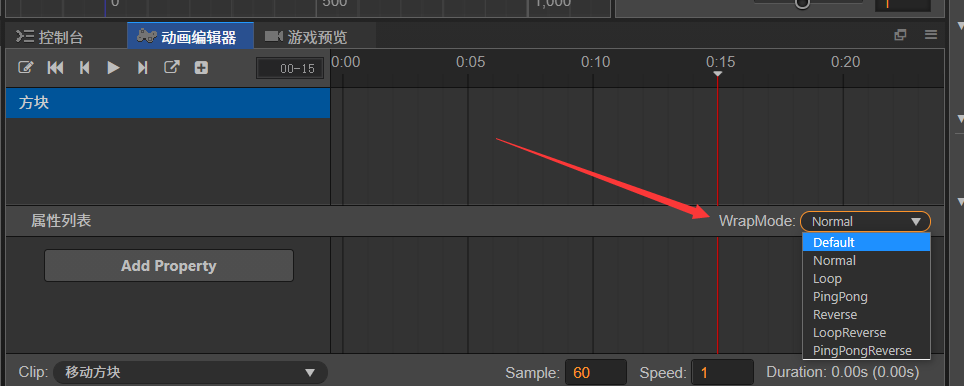 0 500 1,000
控制台 动画编辑器 游戏预览
00-15 0:00 0:05 0:10 0:15 0:20
方块
属性列表 WrapMode: Normal
Default
Normal
Add Property
Loop
PingPong
Reverse
LoopReverse
PingPongReverse
Clip: 移动方块 Sample: 60 Speed: 1 Duration: 0.00s (0.00s)